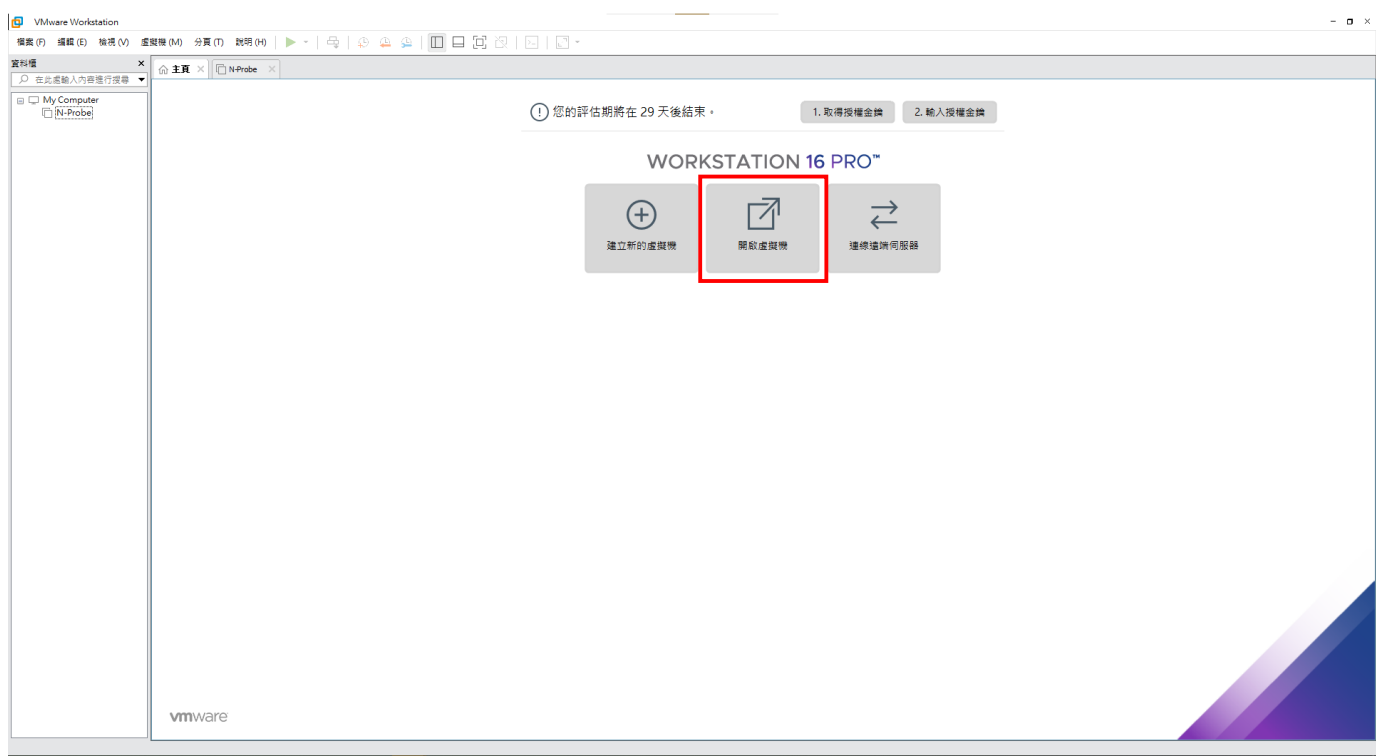 VMware Workstation
檔案(F) 編輯(E) 檢視(V) 虛擬機(M) 分頁(T) 說明(H)
資料櫃
主頁
N-Probe
在此處輸入內容進行搜尋
My Computer
N-Probe
您的評估期將在 29 天後結束。
1. 取得授權金鑰
2. 輸入授權金鑰
WORKSTATION 16 PRO™
建立新的虛擬機
開啟虛擬機
連線遠端伺服器
vmware